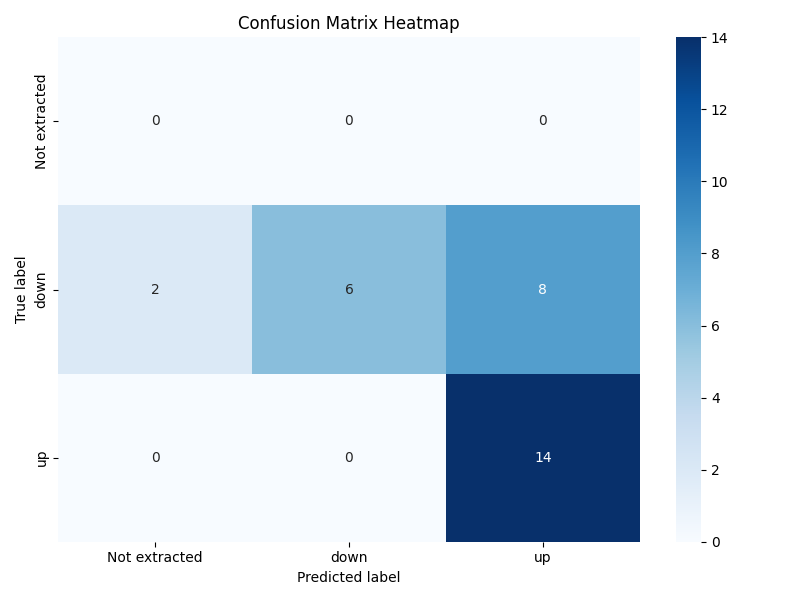 Confusion Matrix Heatmap
Not extracted
0 0 0
down
2 6 8
up
0 0 14
True label
Not extracted down up
Predicted label
14
12
10
8
6
4
2
0